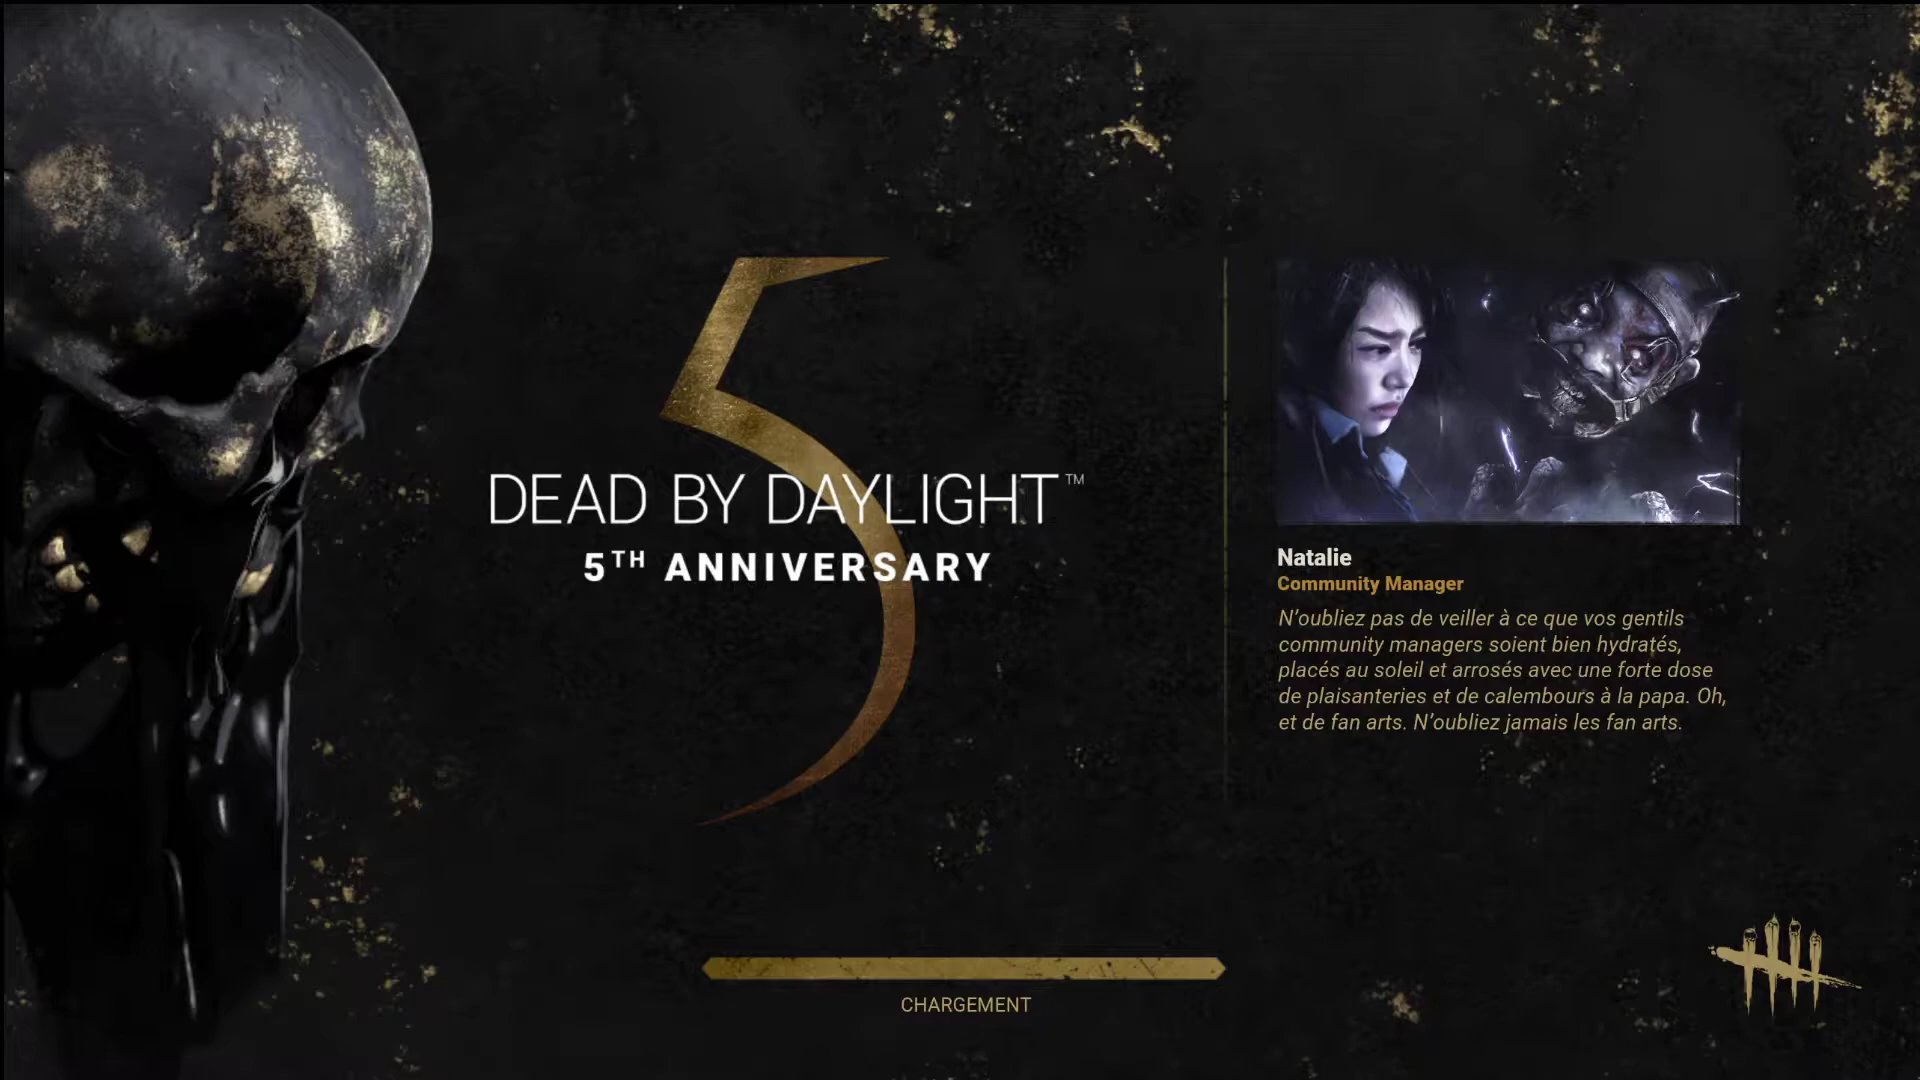 DEAD BY DAYLIGHT™
5TH ANNIVERSARY
Natalie
Community Manager
N’oubliez pas de veiller à ce que vos gentils
community managers soient bien hydratés,
placés au soleil et arrosés avec une forte dose
de plaisanteries et de calembours à la papa. Oh,
et de fan arts. N’oubliez jamais les fan arts.
CHARGEMENT